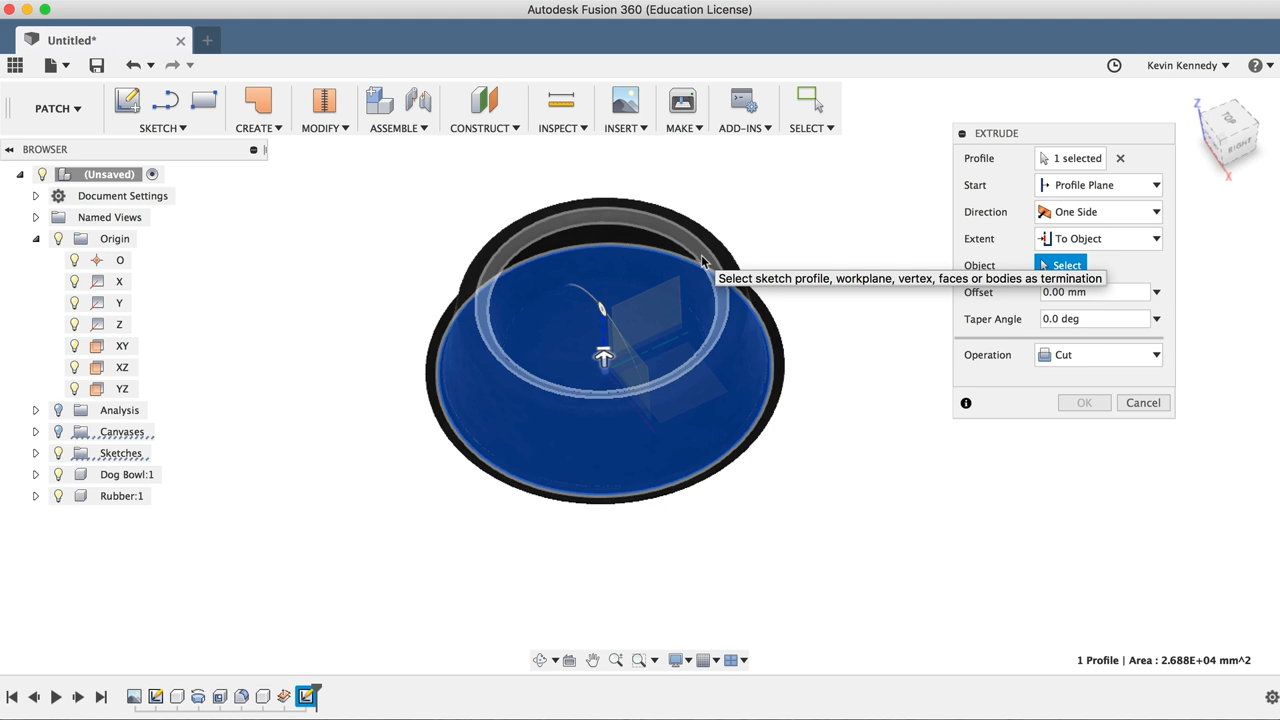 Autodesk Fusion 360 (Education License)
Untitled*
Kevin Kennedy
PATCH
SKETCH
CREATE
MODIFY
ASSEMBLE
CONSTRUCT
INSPECT
INSERT
MAKE
ADD-INS
SELECT
BROWSER
(Unsaved)
Document Settings
Named Views
Origin
O
X
Y
Z
XY
XZ
YZ
Analysis
Canvases
Sketches
Dog Bowl:1
Rubber:1
Z
RIGHT
X
EXTRUDE
Profile 1 selected
Start Profile Plane
Direction One Side
Extent To Object
Object Select
Select sketch profile, workplane, vertex, faces or bodies as termination
Offset 0.00 mm
Taper Angle 0.0 deg
Operation Cut
OK Cancel
1 Profile | Area : 2.688E+04 mm^2